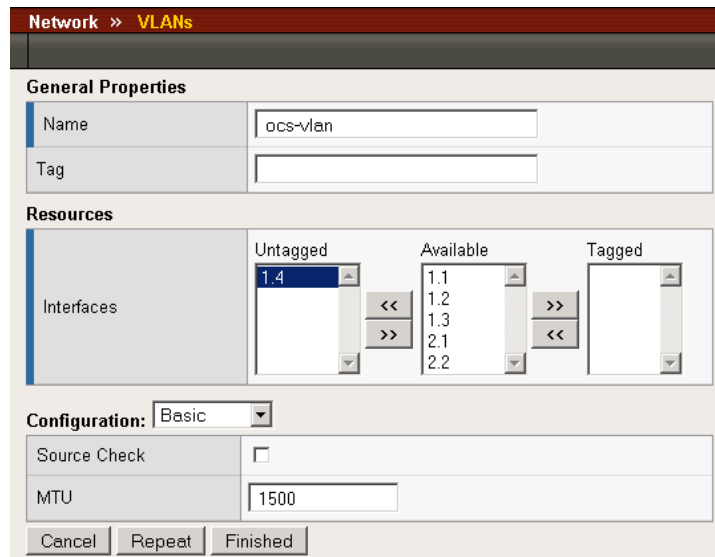 Network » VLANs
General Properties
Name
ocs-vlan
Tag
Resources
Interfaces
Untagged
Available
Tagged
1.4
1.1
1.2
1.3
2.1
2.2
<<
>>
>>
<<
Configuration: Basic
Source Check
MTU
1500
Cancel Repeat Finished